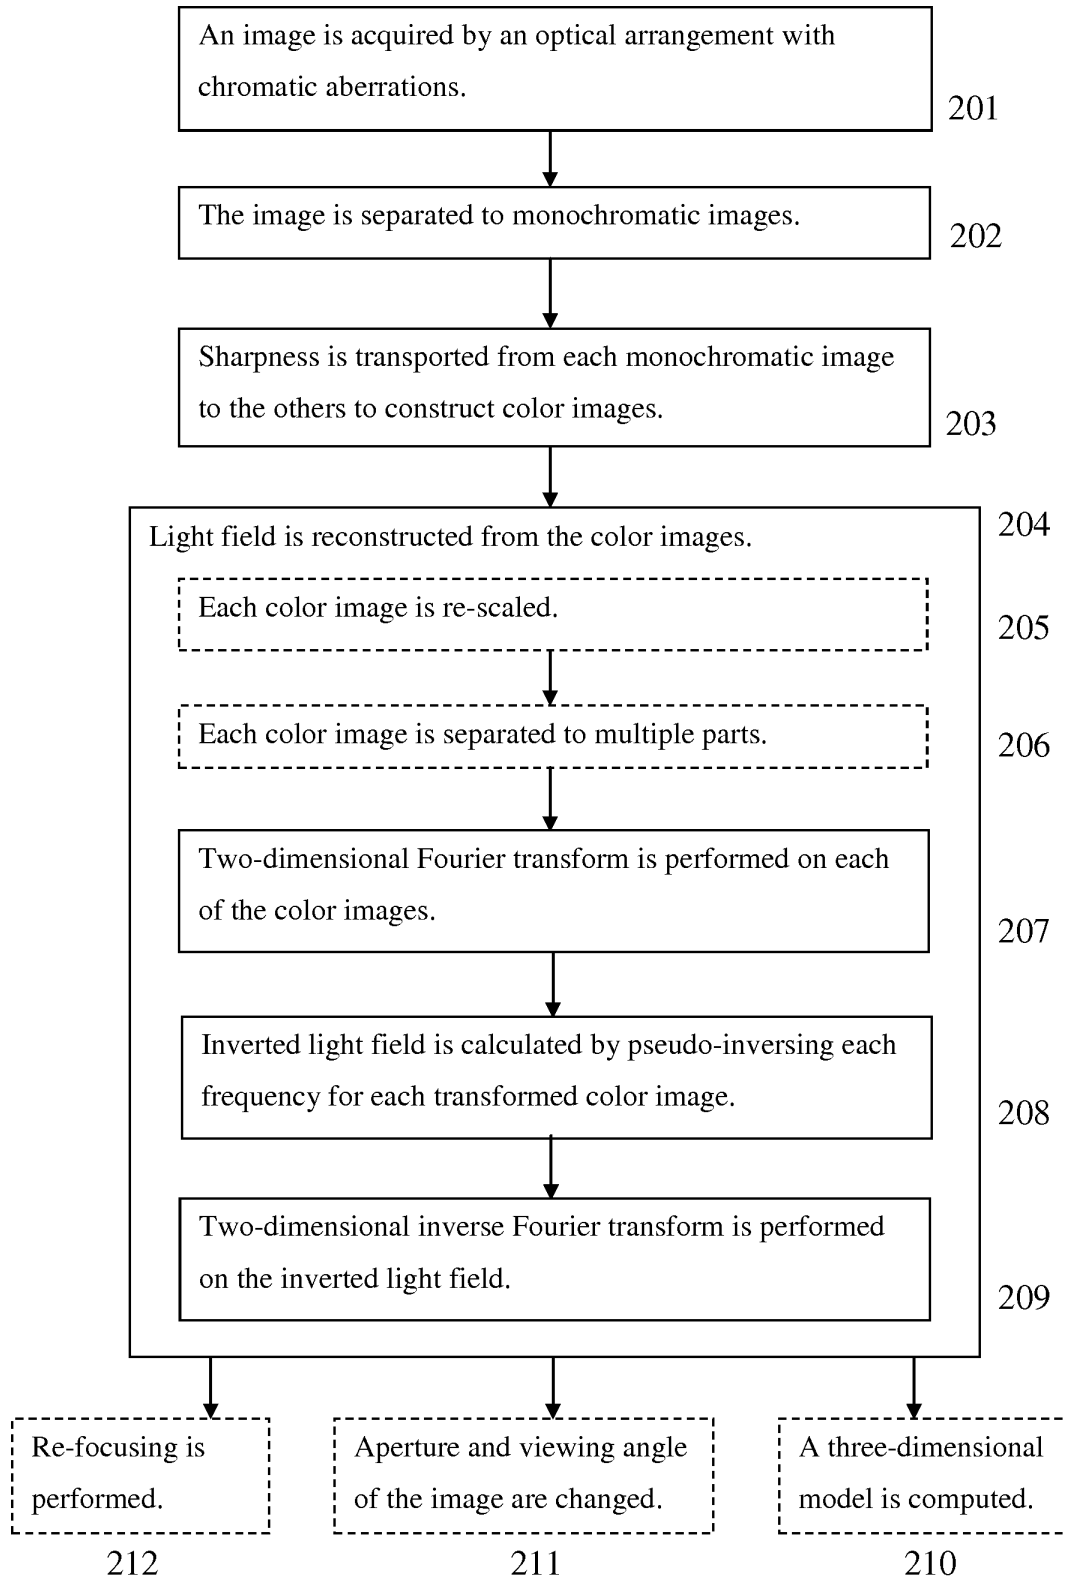 An image is acquired by an optical arrangement with
chromatic aberrations.
201
The image is separated to monochromatic images.
202
Sharpness is transported from each monochromatic image
to the others to construct color images.
203
204
Light field is reconstructed from the color images.
Each color image is re-scaled.
205
Each color image is separated to multiple parts.
206
Two-dimensional Fourier transform is performed on each
of the color images.
207
Inverted light field is calculated by pseudo-inversing each
frequency for each transformed color image.
208
Two-dimensional inverse Fourier transform is performed
on the inverted light field.
209
Re-focusing is
performed.
212
Aperture and viewing angle
of the image are changed.
211
A three-dimensional
model is computed.
210